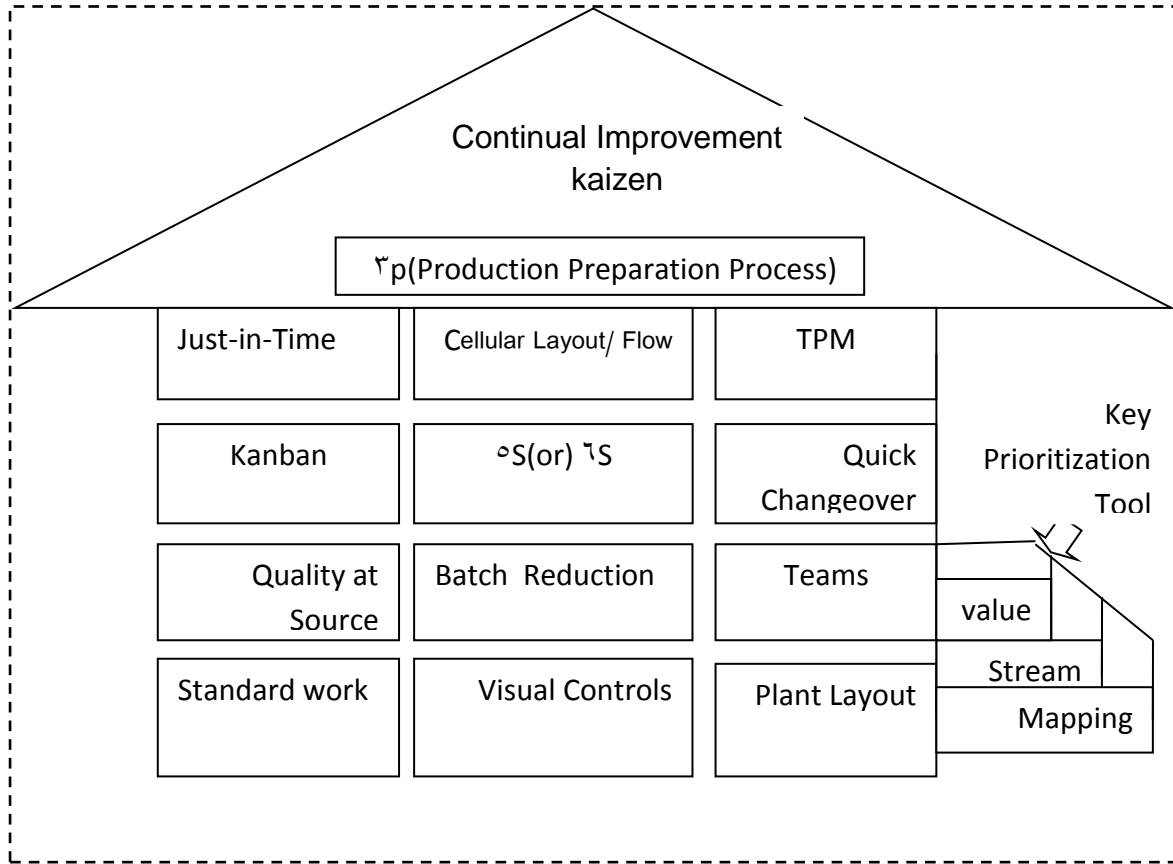 Continual Improvement
kaizen
٣p(Production Preparation Process)
Just-in-Time
Cellular Layout/ Flow
TPM
Kanban
٥S(or) ٦S
Quick
Changeover
Key
Prioritization
Tool
Quality at
Source
Batch Reduction
Teams
value
Stream
Mapping
Standard work
Visual Controls
Plant Layout